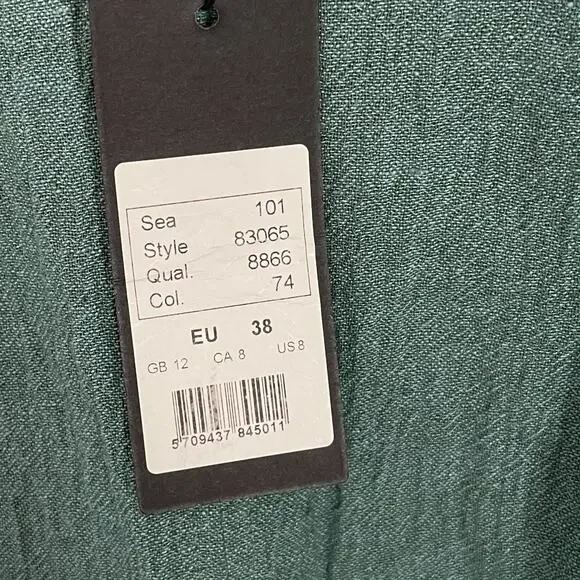 Sea 101
Style 83065
Qual. 8866
Col. 74
EU 38
GB 12 CA 8 US 8
5 709437 845011